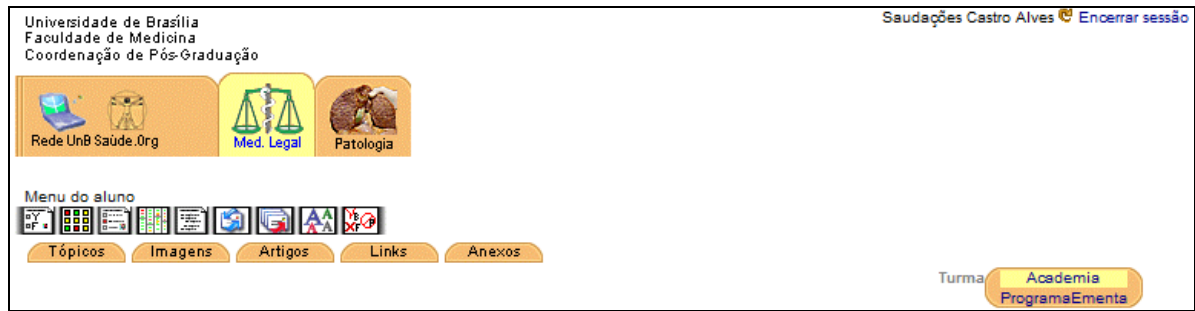 Universidade de Brasília
Faculdade de Medicina
Coordenação de Pós-Graduação
Saudações Castro Alves Encerrar sessão
Rede UnB Saúde.Org
Med. Legal
Patologia
Menu do aluno
Tópicos Imagens Artigos Links Anexos
Turma Academia
ProgramaEmenta